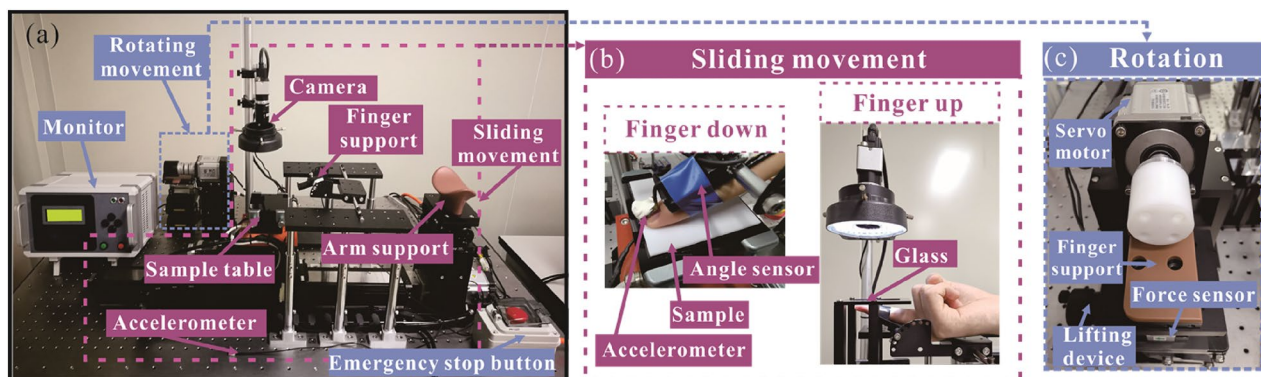 (a)
Rotating
movement
Camera
Finger
support
Monitor
Sliding
movement
Arm support
Sample table
Accelerometer
Emergency stop button
(b)
Sliding movement
Finger down
Finger up
Angle sensor
Glass
Sample
Accelerometer
(c)
Rotation
Servo
motor
Finger
support
Force sensor
Lifting
device